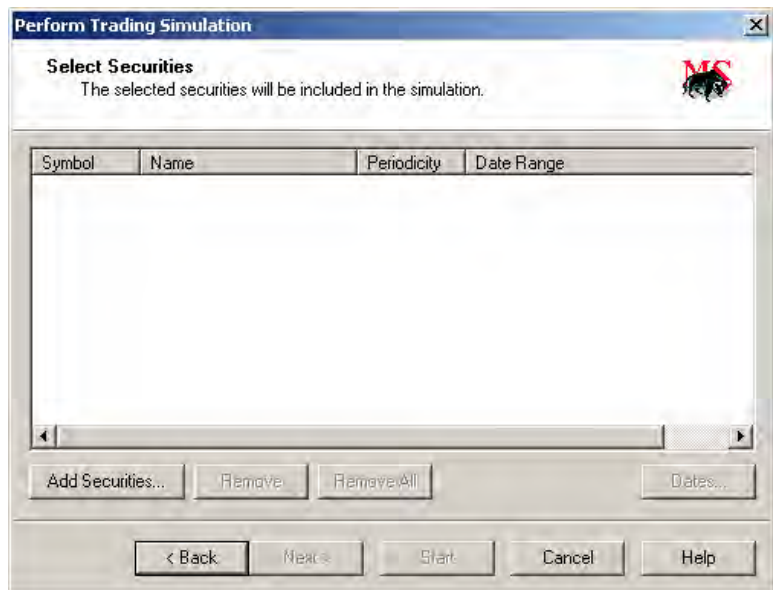 Perform Trading Simulation
Select Securities
The selected securities will be included in the simulation.
MS
Symbol Name Periodicity Date Range
Add Securities... Remove Remove All Dates...
< Back Next > Start Cancel Help